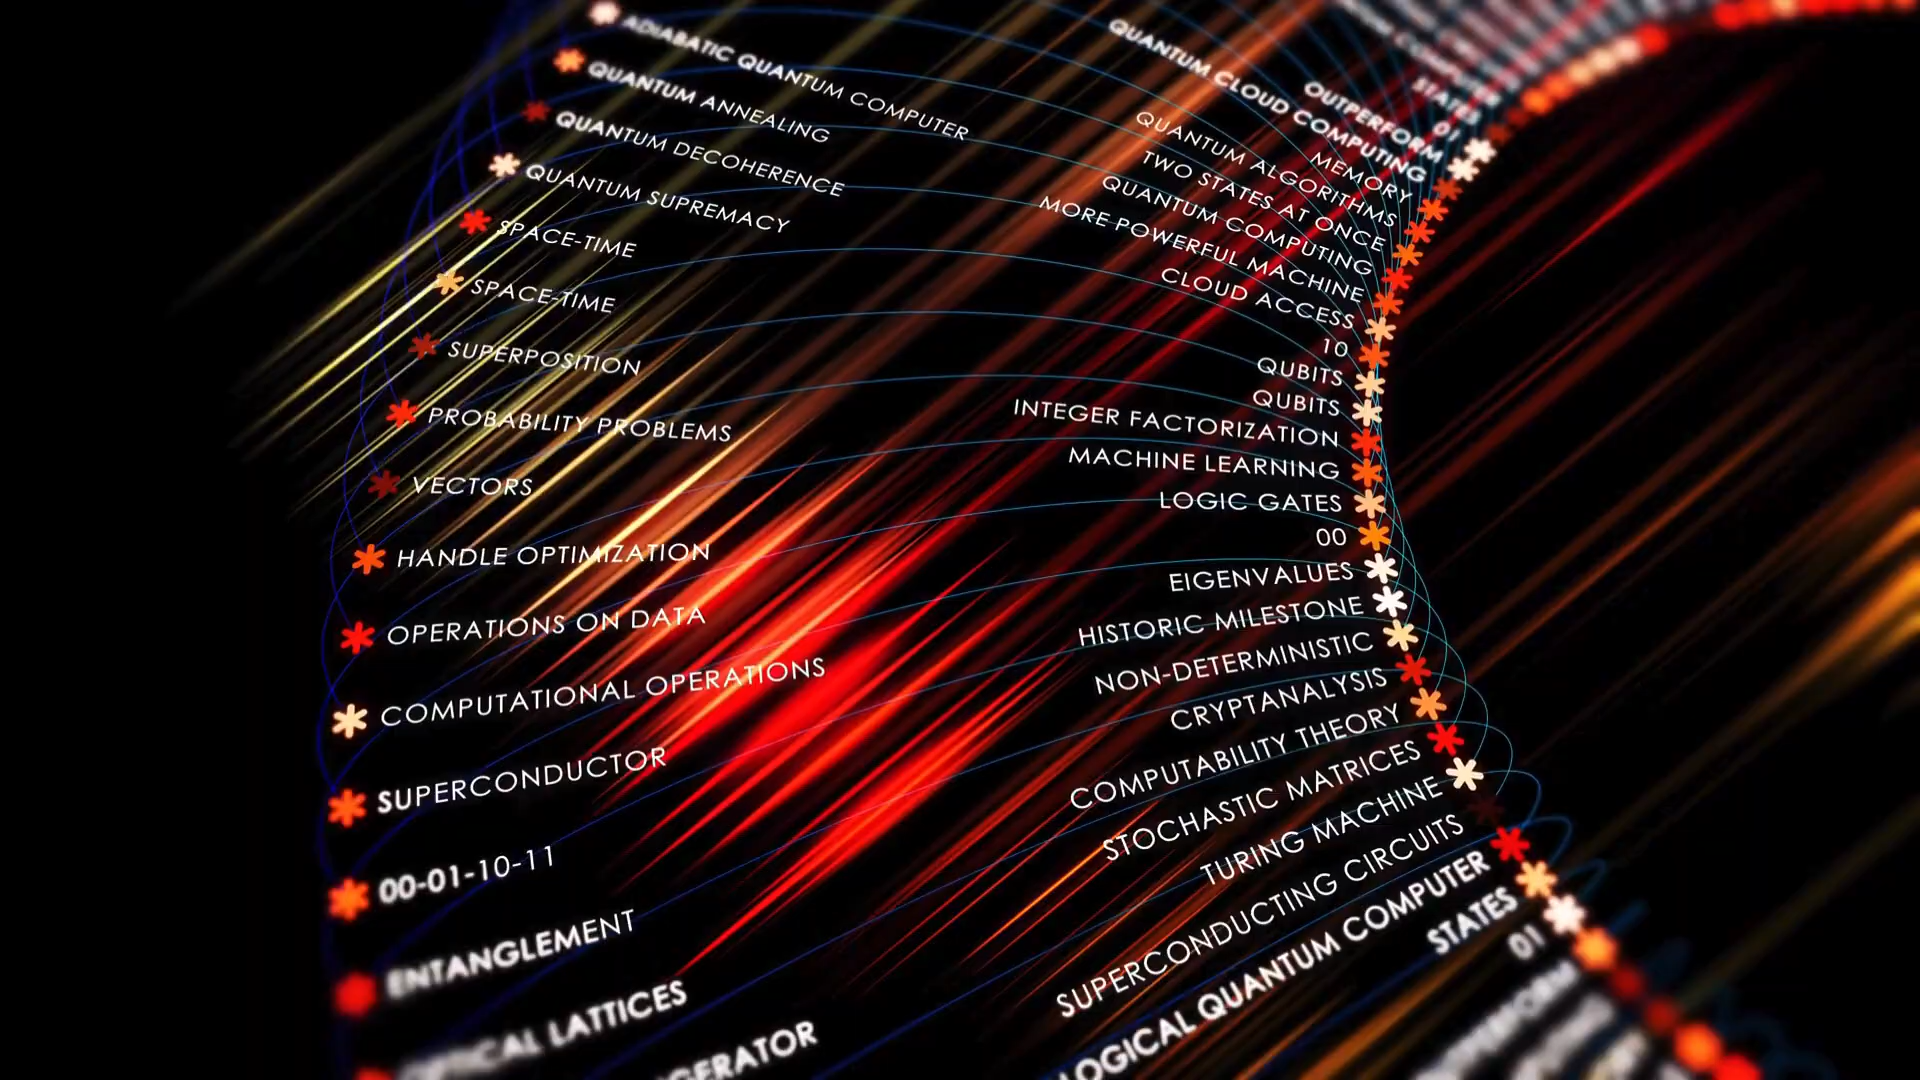 ADIABATIC QUANTUM COMPUTER
QUANTUM ANNEALING
QUANTUM DECOHERENCE
QUANTUM SUPREMACY
SPACE-TIME
SPACE-TIME
SUPERPOSITION
PROBABILITY PROBLEMS
VECTORS
HANDLE OPTIMIZATION
OPERATIONS ON DATA
COMPUTATIONAL OPERATIONS
SUPERCONDUCTOR
00-01-10-11
ENTANGLEMENT
OPTICAL LATTICES
STATES
01
OUTPERFORM
QUANTUM CLOUD COMPUTING
MEMORY
QUANTUM ALGORITHMS
TWO STATES AT ONCE
QUANTUM COMPUTING
MORE POWERFUL MACHINE
CLOUD ACCESS
10
QUBITS
QUBITS
INTEGER FACTORIZATION
MACHINE LEARNING
LOGIC GATES
00
EIGENVALUES
HISTORIC MILESTONE
NON-DETERMINISTIC
CRYPTANALYSIS
COMPUTABILITY THEORY
STOCHASTIC MATRICES
TURING MACHINE
SUPERCONDUCTING CIRCUITS
LOGICAL QUANTUM COMPUTER
STATES
01